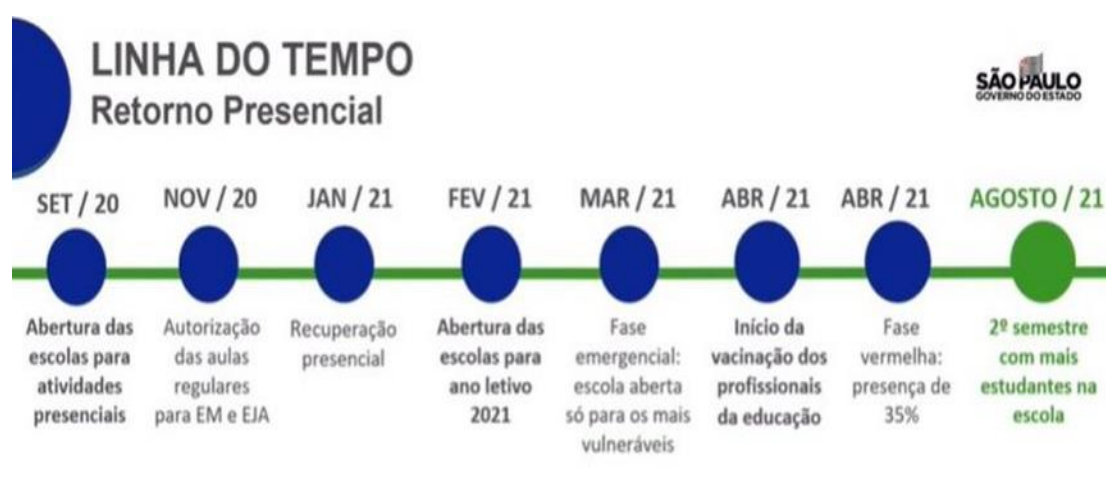 LINHA DO TEMPO
Retorno Presencial
SÃO PAULO
GOVERNO DO ESTADO
SET / 20
Abertura das
escolas para
atividades
presenciais
NOV / 20
Autorização
das aulas
regulares
para EM e EJA
JAN / 21
Recuperação
presencial
FEV / 21
Abertura das
escolas para
ano letivo
2021
MAR / 21
Fase
emergencial:
escola aberta
só para os mais
vulneráveis
ABR / 21
Início da
vacinação dos
profissionais
da educação
ABR / 21
Fase
vermelha:
presença de
35%
AGOSTO / 21
2º semestre
com mais
estudantes na
escola